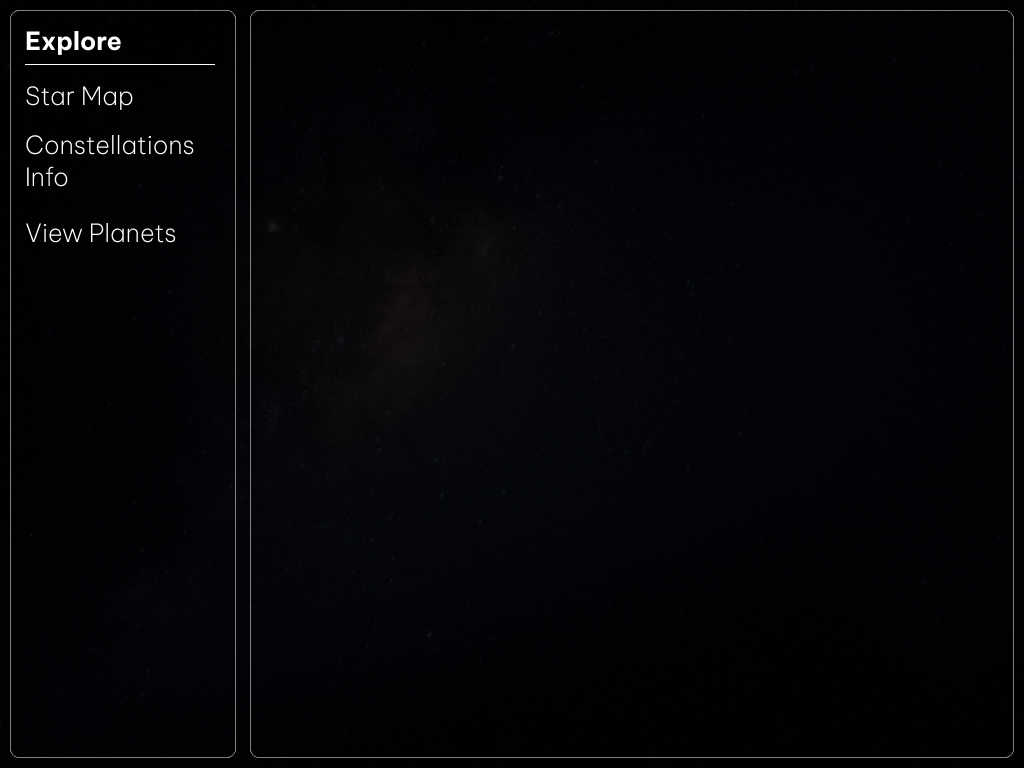 Explore
Star Map
Constellations
Info
View Planets